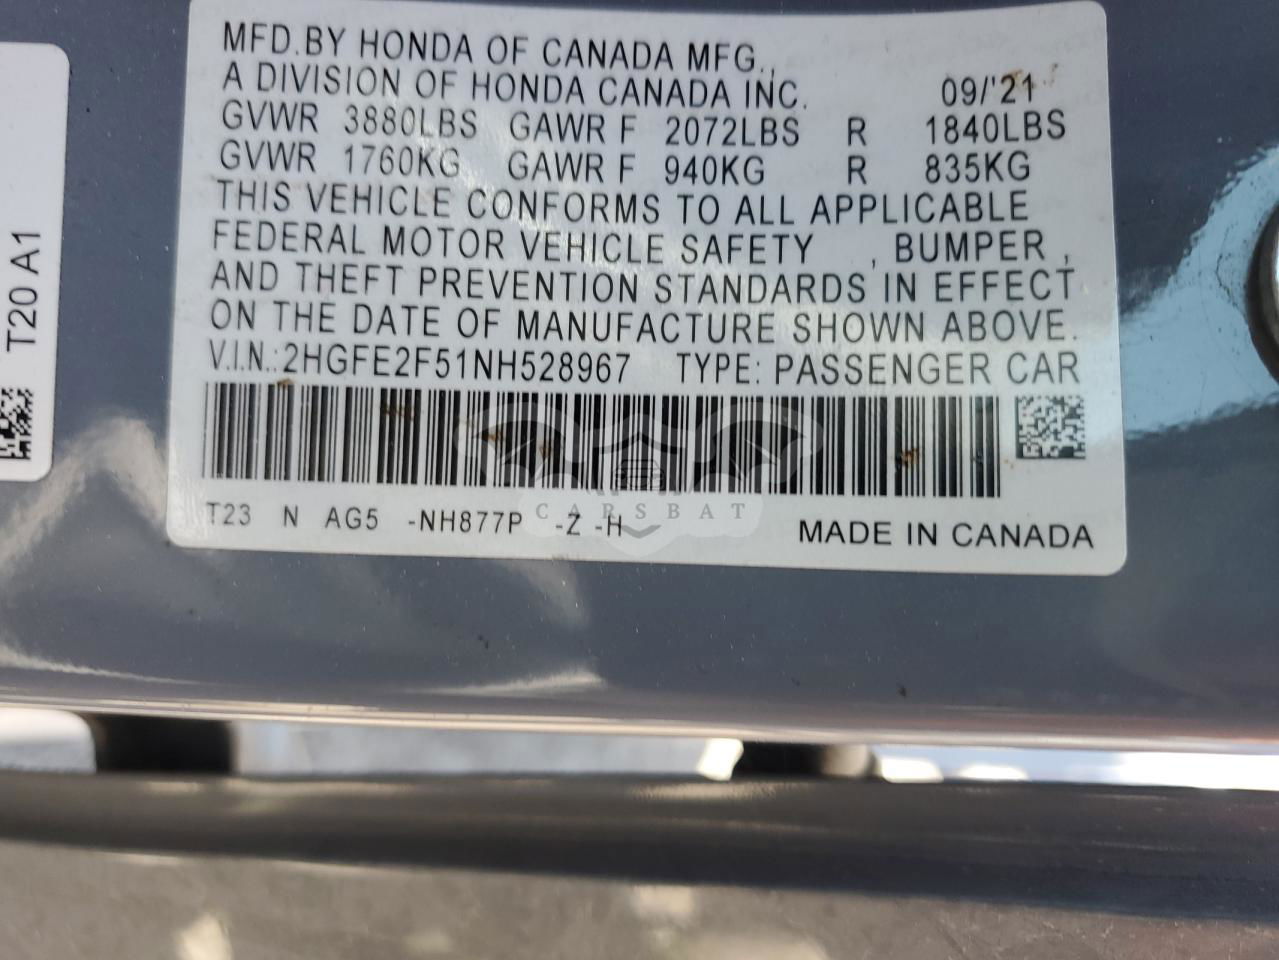 MFD.BY HONDA OF CANADA MFG.,
A DIVISION OF HONDA CANADA INC. 09/'21
GVWR 3880LBS GAWR F 2072LBS R 1840LBS
GVWR 1760KG GAWR F 940KG R 835KG
THIS VEHICLE CONFORMS TO ALL APPLICABLE
FEDERAL MOTOR VEHICLE SAFETY , BUMPER ,
AND THEFT PREVENTION STANDARDS IN EFFECT
ON THE DATE OF MANUFACTURE SHOWN ABOVE.
V.I.N.: 2HGFE2F51NH528967 TYPE: PASSENGER CAR
CARSBAT
T23 N AG5 -NH877P -Z -H MADE IN CANADA
T20 A1